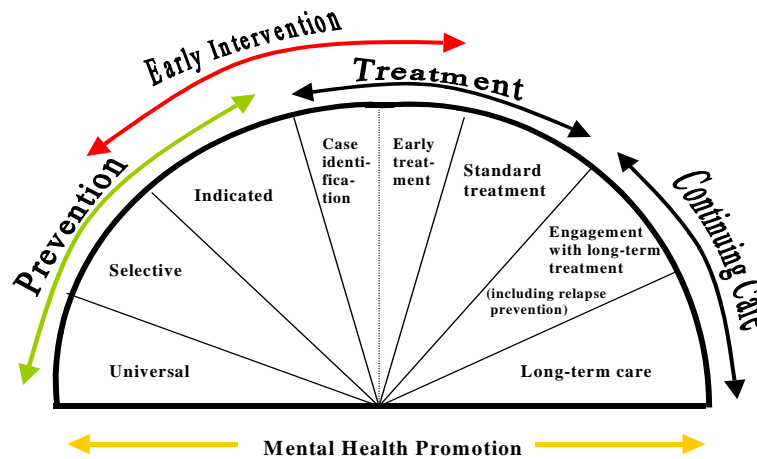 Early Intervention
Treatment
Prevention
Continuing Care
Case
identi-
fica-
tion
Early
treat-
ment
Indicated
Standard
treatment
Selective
Engagement
with long-term
treatment
(including relapse
prevention)
Universal
Long-term care
Mental Health Promotion